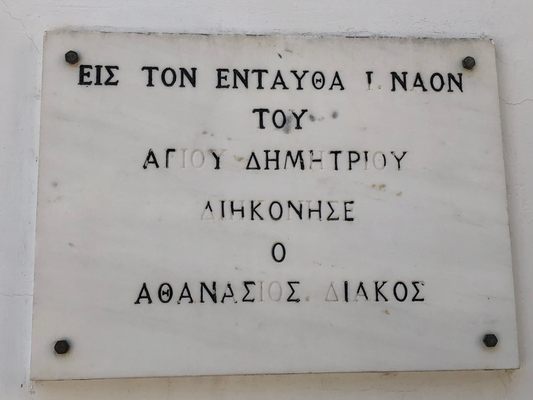 ΕΙΣ ΤΟΝ ΕΝΤΑΥΘΑ Ι. ΝΑΟΝ
ΤΟΥ
ΑΓΙΟΥ ΔΗΜΗΤΡΙΟΥ
ΔΙΗΚΟΝΗΣΕ
Ο
ΑΘΑΝΑΣΙΟΣ ΔΙΑΚΟΣ